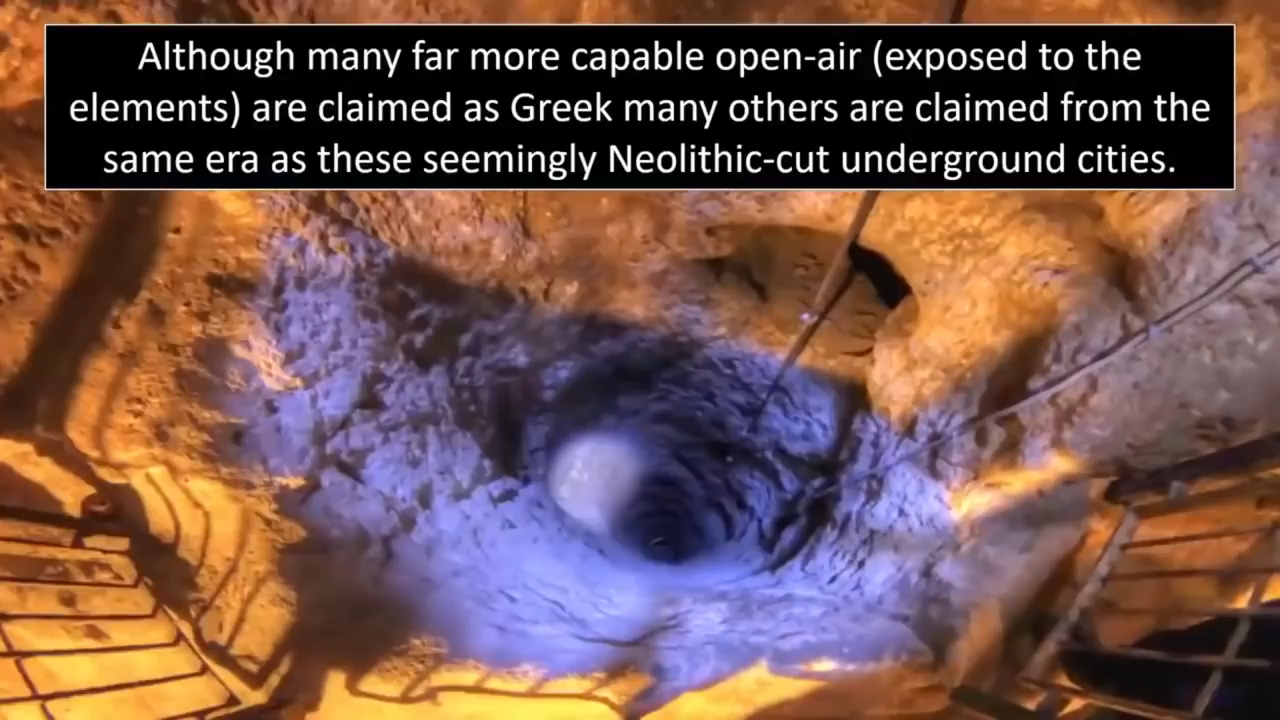 Although many far more capable open-air (exposed to the
elements) are claimed as Greek many others are claimed from the
same era as these seemingly Neolithic-cut underground cities.